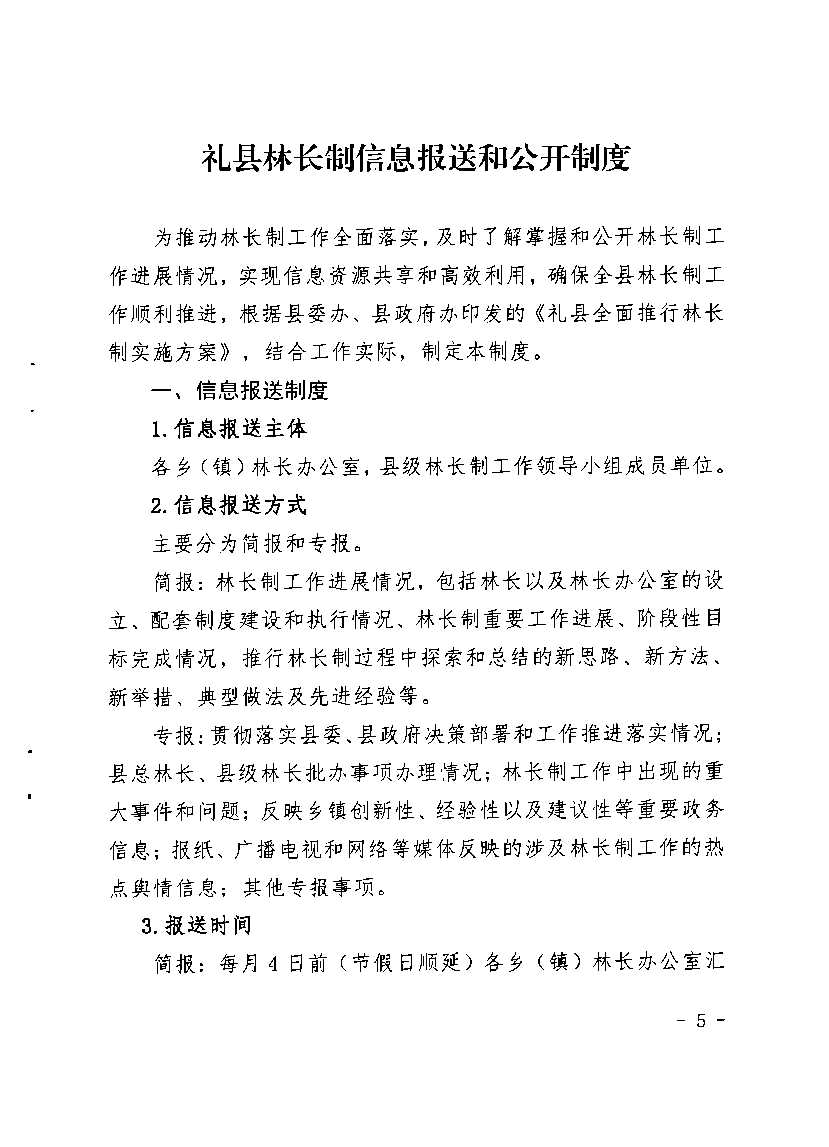 礼县林长制信息报送和公开制度
为推动林长制工作全面落实,及时了解掌握和公开林长制工
作进展情况，实现信息资源共享和高效利用，确保全县林长制工
作顺利推进，根据县委办、县政府办印发的《礼县全面推行林长
制实施方案》，结合工作实际，制定本制度。
一、信息报送制度
1.信息报送主体
各乡（镇）林长办公室,县级林长制工作领导小组成员单位。
2.信息报送方式
主要分为简报和专报。
简报：林长制工作进展情况，包括林长以及林长办公室的设
立、配套制度建设和执行情况、林长制重要工作进展、阶段性目
标完成情况，推行林长制过程中探索和总结的新思路、新方法、
新举措、典型做法及先进经验等。
专报：贯彻落实县委、县政府决策部署和工作推进落实情况；
县总林长、县级林长批办事项办理情况；林长制工作中出现的重
大事件和问题；反映乡镇创新性、经验性以及建议性等重要政务
信息；报纸、广播电视和网络等媒体反映的涉及林长制工作的热
点舆情信息；其他专报事项。
3.报送时间
简报：每月4日前（节假日顺延）各乡（镇）林长办公室汇
- 5 -